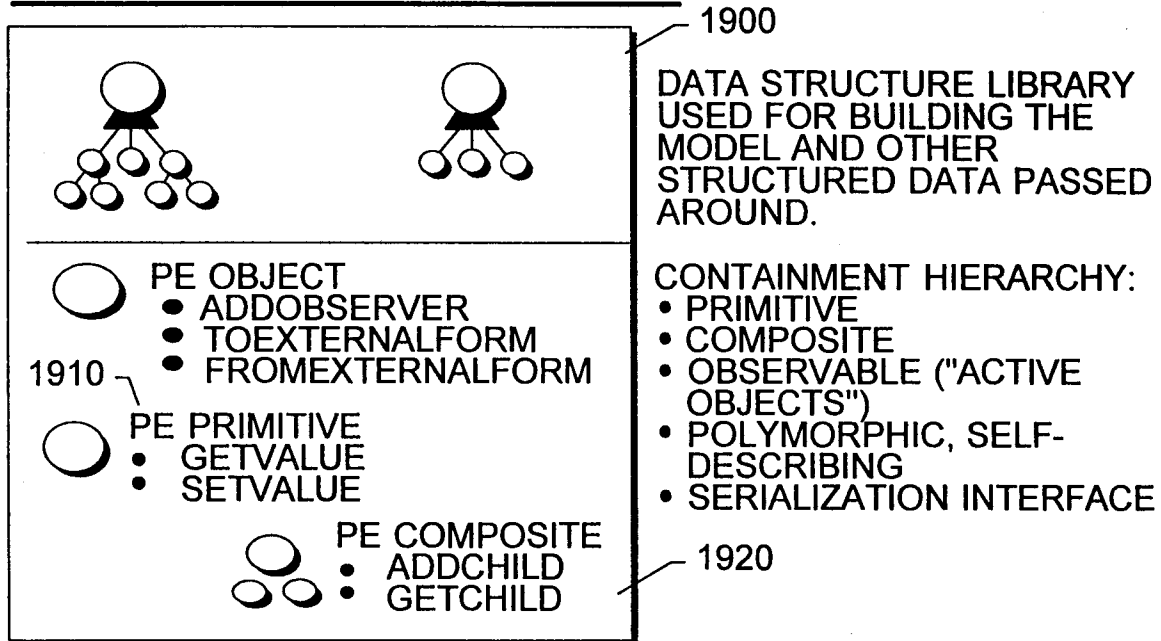 1900
DATA STRUCTURE LIBRARY
USED FOR BUILDING THE
MODEL AND OTHER
STRUCTURED DATA PASSED
AROUND.
PE OBJECT
• ADDOBSERVER
• TOEXTERNALFORM
• FROMEXTERNALFORM
1910
PE PRIMITIVE
• GETVALUE
• SETVALUE
PE COMPOSITE
• ADDCHILD
• GETCHILD
CONTAINMENT HIERARCHY:
• PRIMITIVE
• COMPOSITE
• OBSERVABLE ("ACTIVE
OBJECTS")
• POLYMORPHIC, SELF-
DESCRIBING
• SERIALIZATION INTERFACE
1920